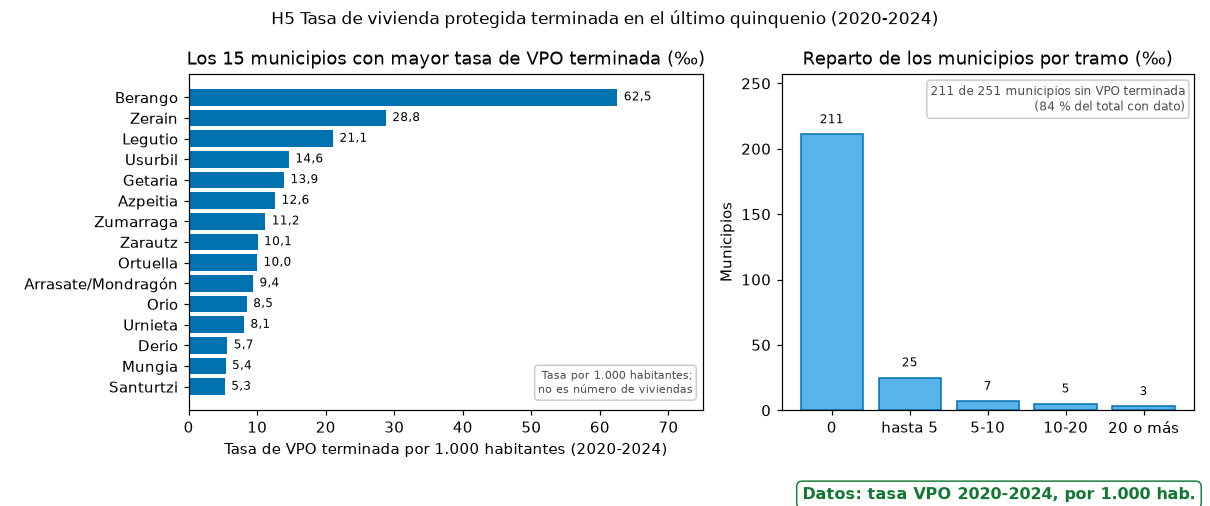 H5 Tasa de vivienda protegida terminada en el último quinquenio (2020-2024)
Los 15 municipios con mayor tasa de VPO terminada (‰)
Berango
62,5
Zerain
28,8
Legutio
21,1
Usurbil
14,6
Getaria
13,9
Azpeitia
12,6
Zumarraga
11,2
Zarautz
10,1
Ortuella
10,0
Arrasate/Mondragón
9,4
Orio
8,5
Urnieta
8,1
Derio
5,7
Mungia
5,4
Santurtzi
5,3
Tasa por 1.000 habitantes;
no es número de viviendas
0 10 20 30 40 50 60 70
Tasa de VPO terminada por 1.000 habitantes (2020-2024)
Reparto de los municipios por tramo (‰)
211 de 251 municipios sin VPO terminada
(84 % del total con dato)
Municipios
250
200
150
100
50
0
211
25
7
5
3
0 hasta 5 5-10 10-20 20 o más
Datos: tasa VPO 2020-2024, por 1.000 hab.